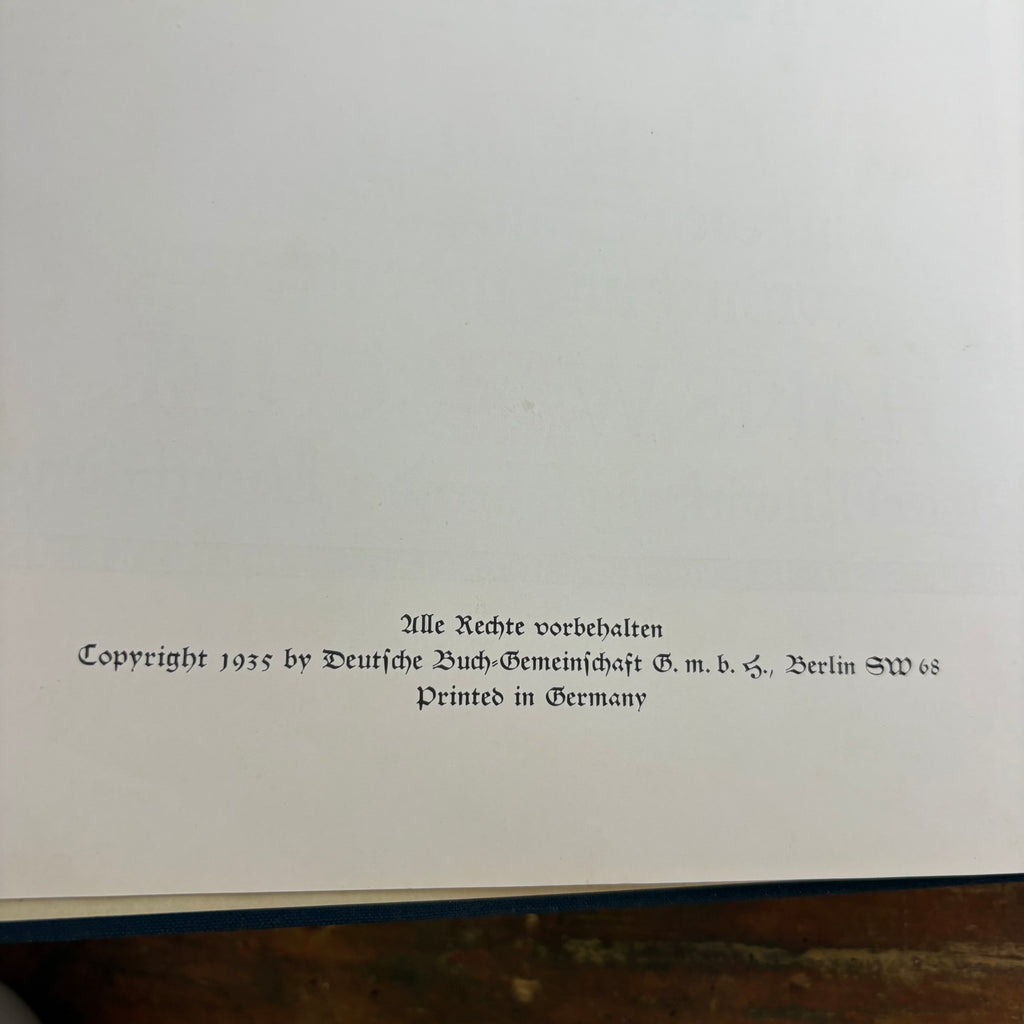 Alle Rechte vorbehalten
Copyright 1935 by Deutſche Buch-Gemeinſchaft G. m. b. H., Berlin SW 68
Printed in Germany